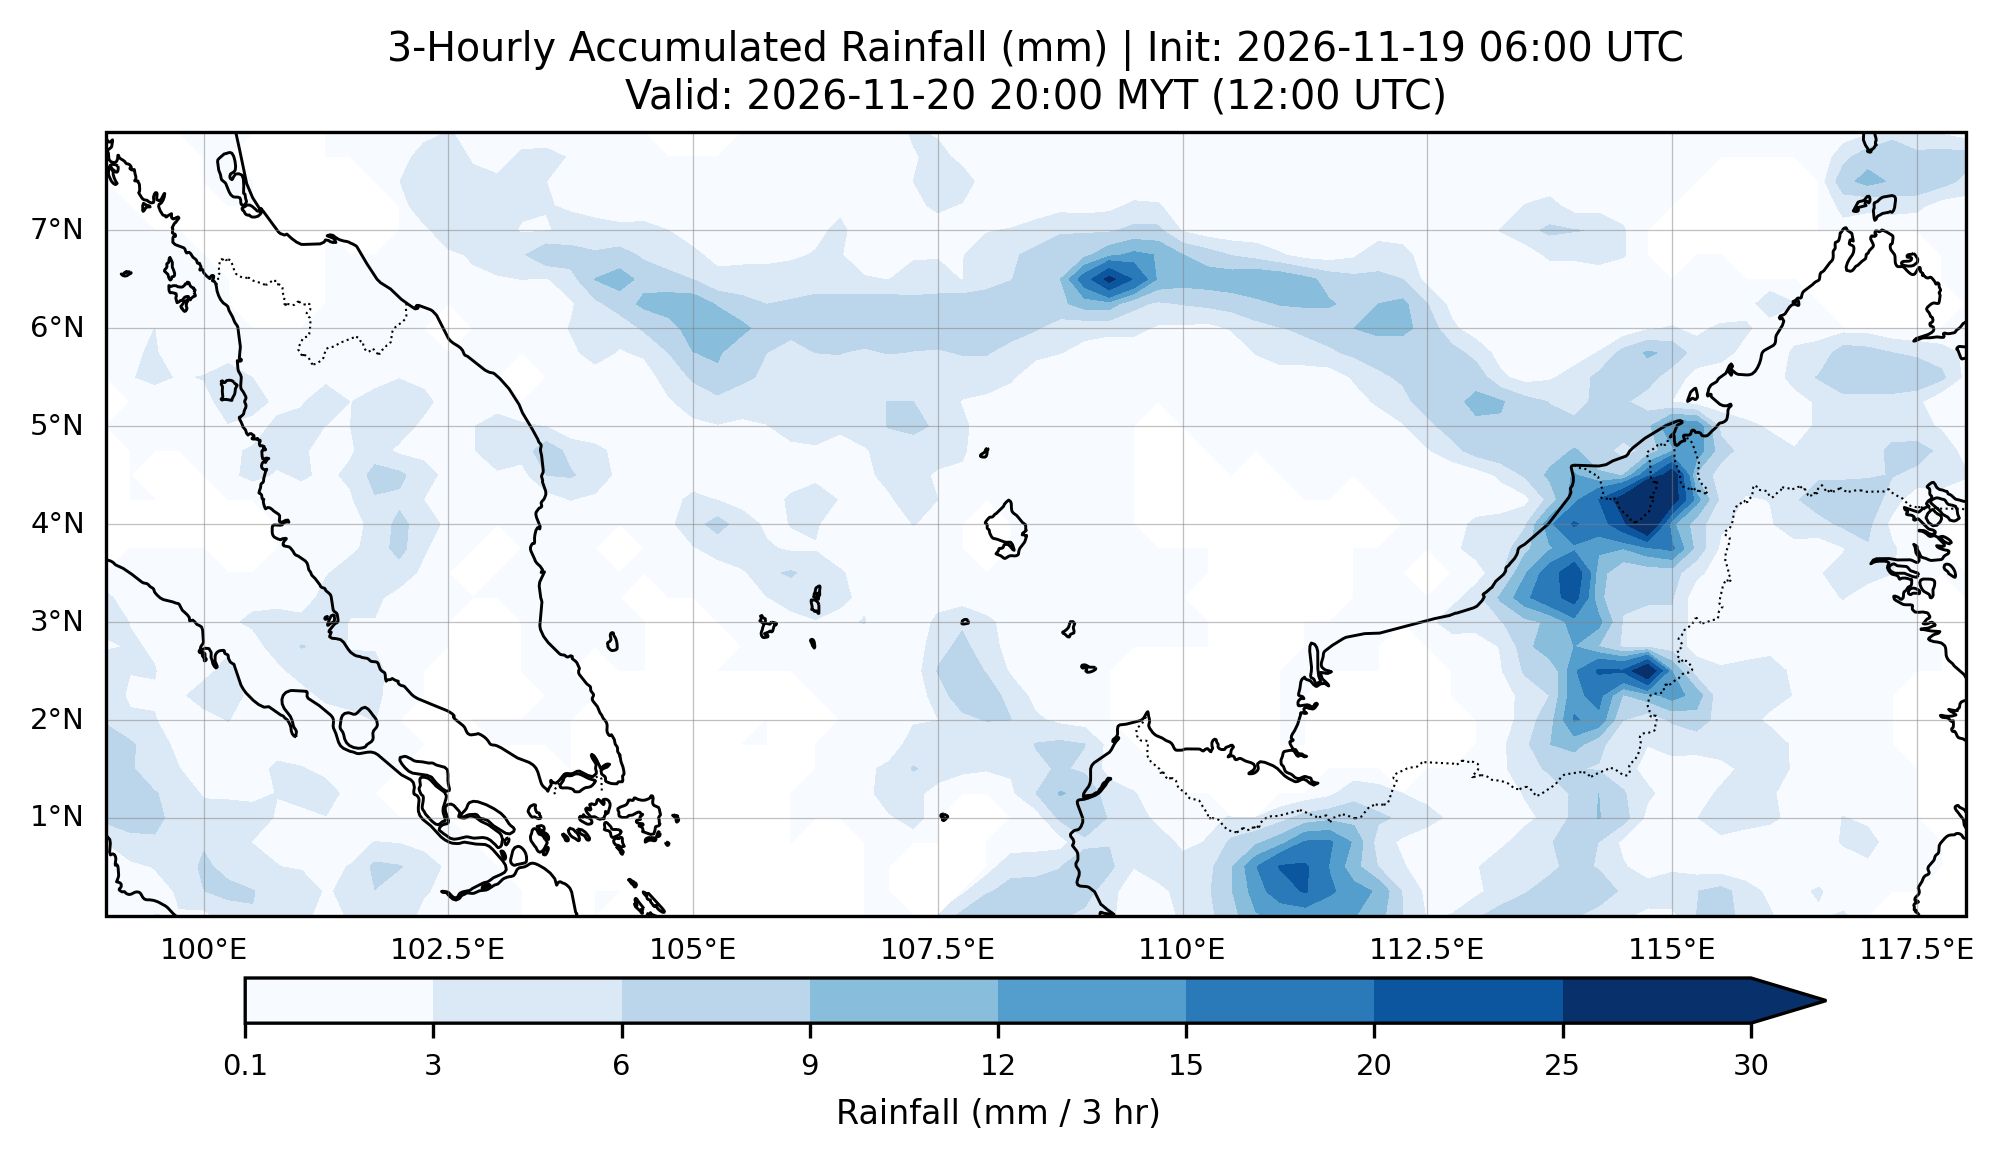 3-Hourly Accumulated Rainfall (mm) | Init: 2026-11-19 06:00 UTC
Valid: 2026-11-20 20:00 MYT (12:00 UTC)
7°N
6°N
5°N
4°N
3°N
2°N
1°N
100°E 102.5°E 105°E 107.5°E 110°E 112.5°E 115°E 117.5°E
0.1 3 6 9 12 15 20 25 30
Rainfall (mm / 3 hr)